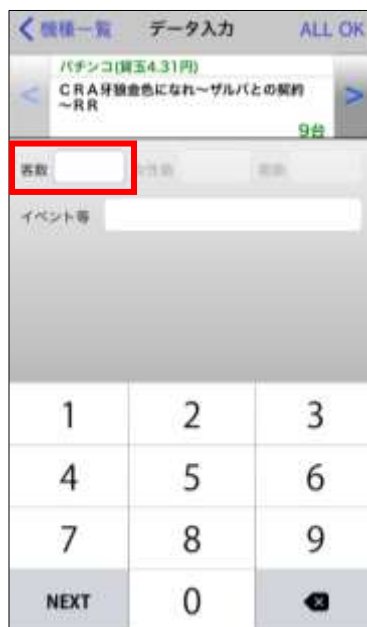 機種一覧 データ入力 ALL OK
パチンコ(貸玉4.31円)
< CRA牙狼金色になれ～ザルバとの契約 >
～RR
9台
客数
イベント等
1 2 3
4 5 6
7 8 9
NEXT 0